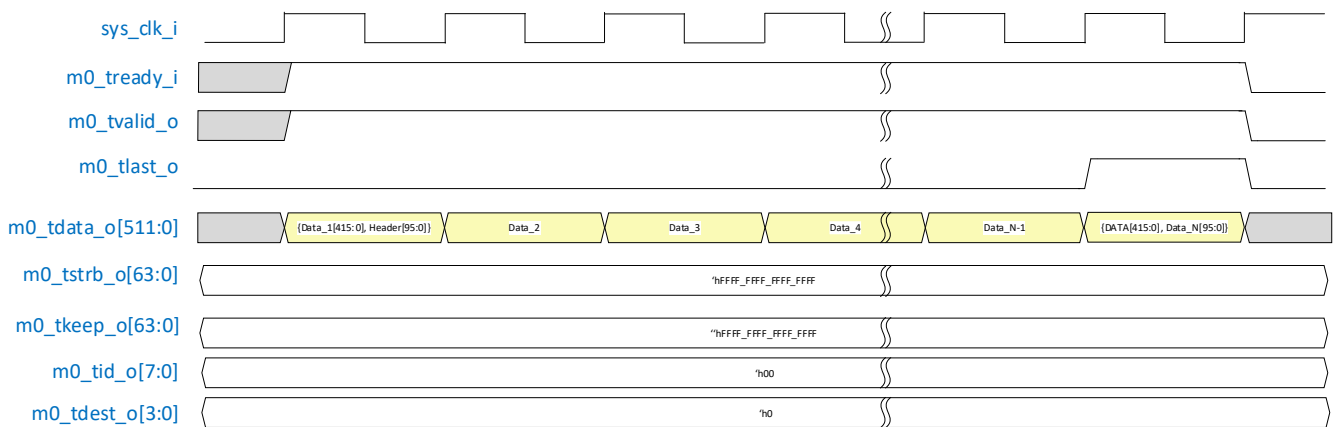 sys_clk_i
m0_tready_i
m0_tvalid_o
m0_tlast_o
m0_tdata_o[511:0] {Data_1[415:0], Header[95:0]} Data_2 Data_3 Data_4 Data_N-1 {DATA[415:0], Data_N[95:0]}
m0_tstrb_o[63:0] ‘hFFFF_FFFF_FFFF_FFFF
m0_tkeep_o[63:0] ‘’hFFFF_FFFF_FFFF_FFFF
m0_tid_o[7:0] ‘h00
m0_tdest_o[3:0] ‘h0